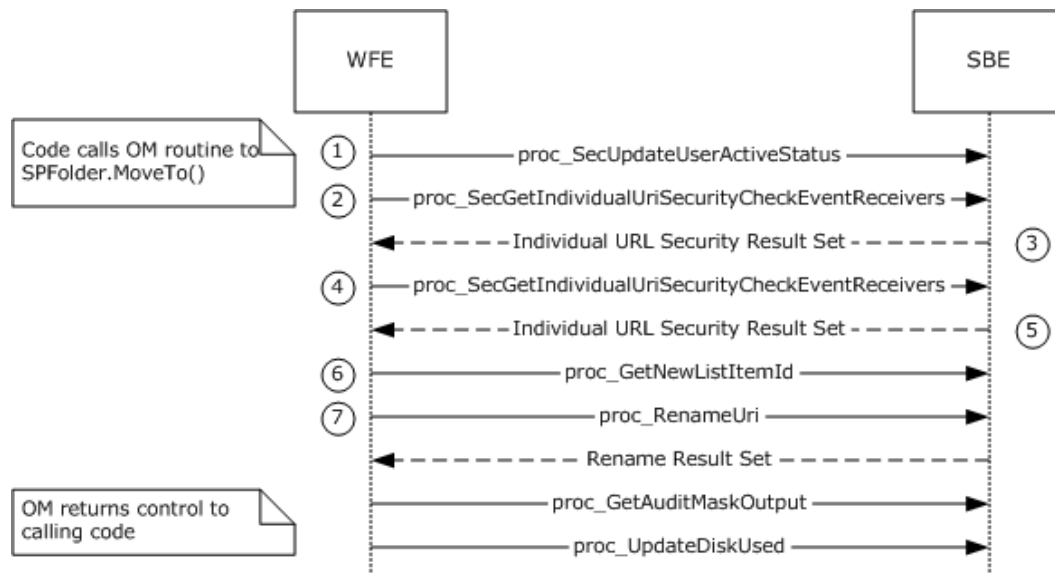 WFE
SBE
Code calls OM routine to
SPFolder.MoveTo()
1
proc_SecUpdateUserActiveStatus
2
proc_SecGetIndividualUriSecurityCheckEventReceivers
Individual URL Security Result Set
3
4
proc_SecGetIndividualUriSecurityCheckEventReceivers
Individual URL Security Result Set
5
6
proc_GetNewListItemId
7
proc_RenameUri
Rename Result Set
OM returns control to
calling code
proc_GetAuditMaskOutput
proc_UpdateDiskUsed